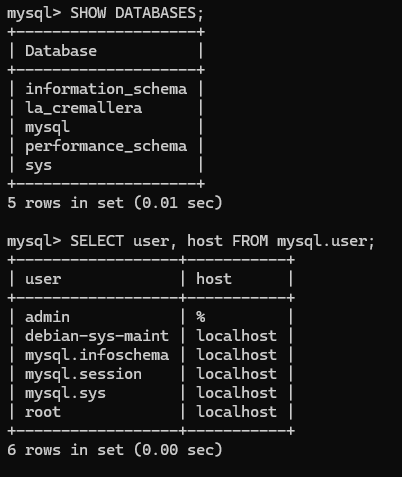 mysql> SHOW DATABASES;
+--------------------+
| Database           |
+--------------------+
| information_schema |
| la_cremallera      |
| mysql              |
| performance_schema |
| sys                |
+--------------------+
5 rows in set (0.01 sec)

mysql> SELECT user, host FROM mysql.user;
+------------------+-----------+
| user             | host      |
+------------------+-----------+
| admin            | %         |
| debian-sys-maint | localhost |
| mysql.infoschema | localhost |
| mysql.session    | localhost |
| mysql.sys        | localhost |
| root             | localhost |
+------------------+-----------+
6 rows in set (0.00 sec)